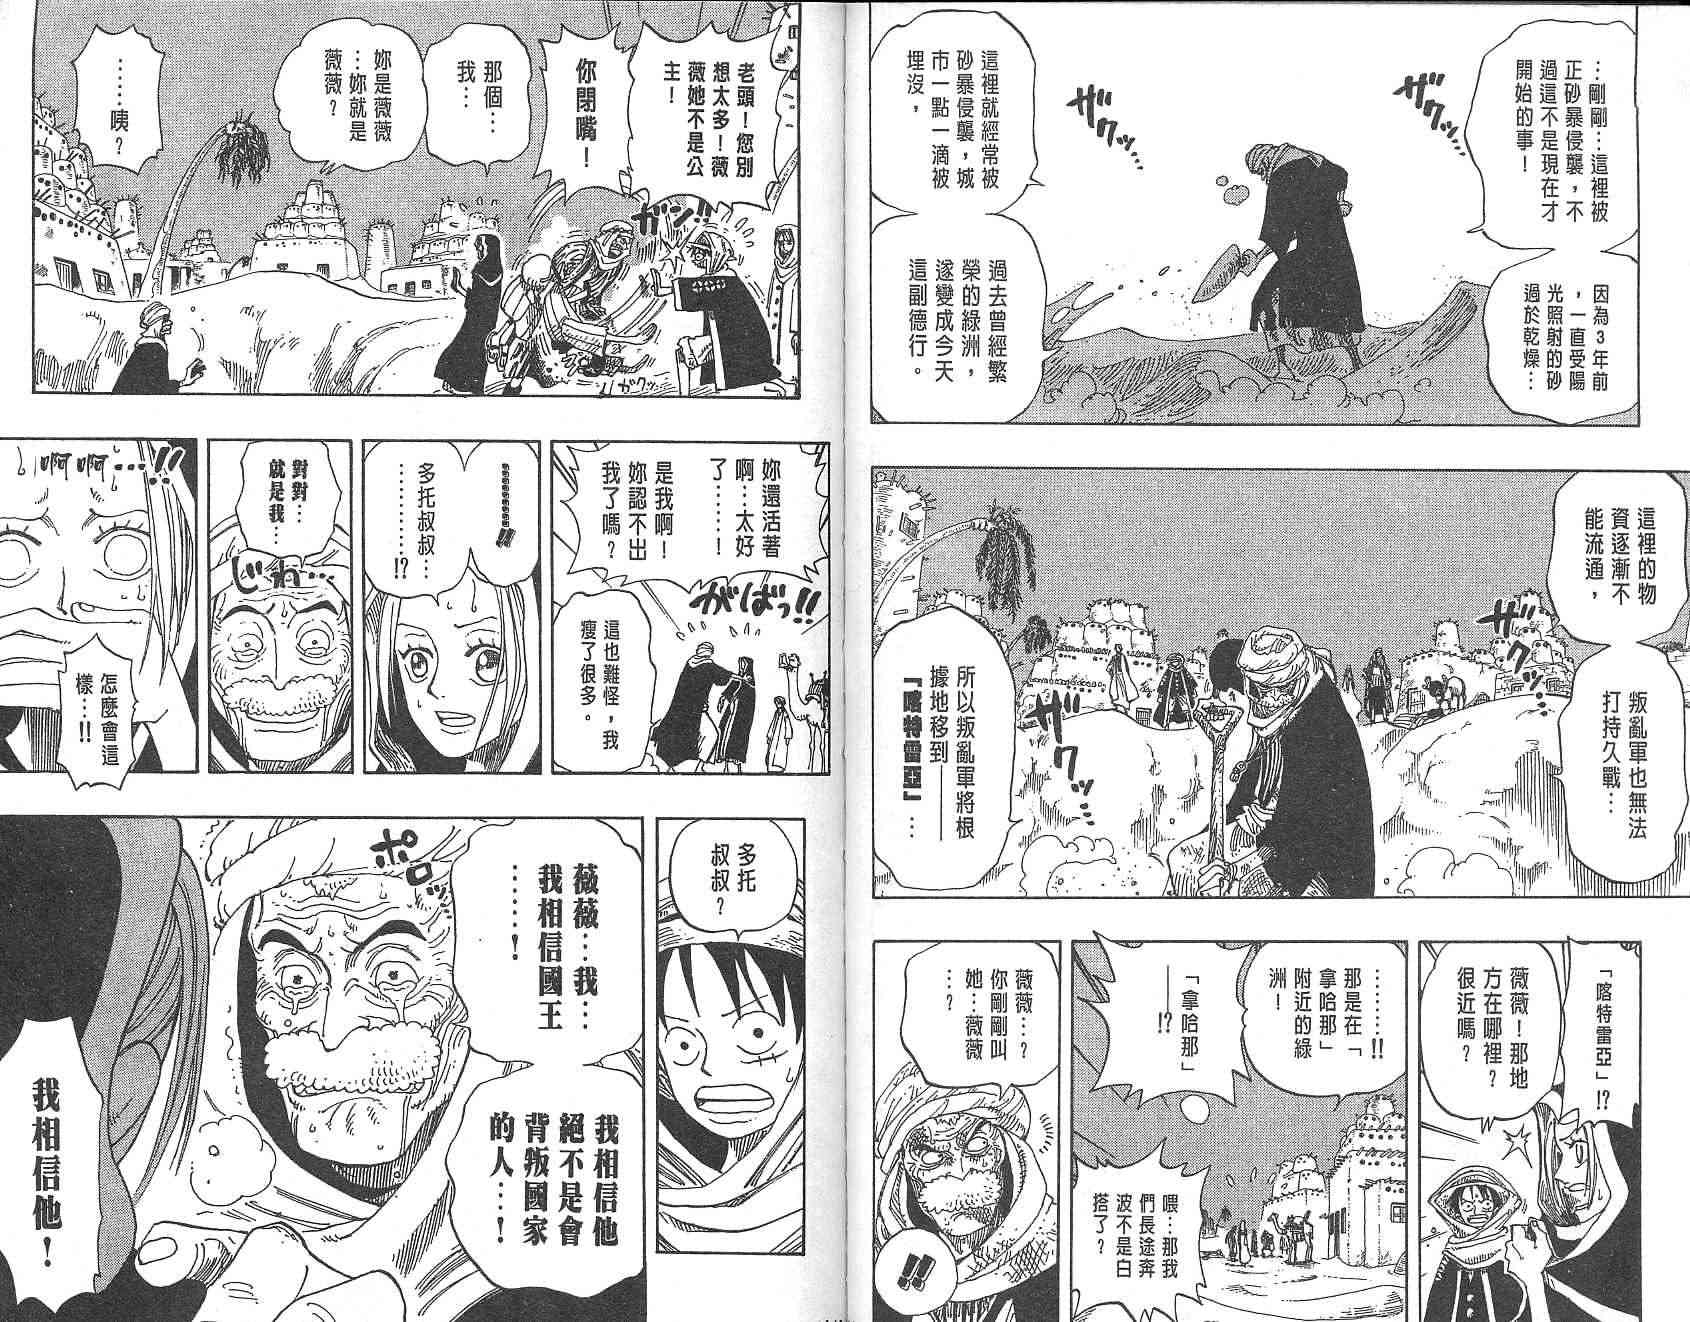 …剛剛…這裡被
正砂暴侵襲，不
過這不是現在才
開始的事！
因為3年前
，一直受陽
光照射的砂
過於乾燥…
ザクッ…
ザクッ…
這裡就經常被
砂暴侵襲，城
市一點一滴被
埋沒，
過去曾經繁
榮的綠洲，
遂變成今天
這副德行。
這裡的物
資逐漸不
能流通，
叛亂軍也無法
打持久戰…
ザクッ…
ザクッ…
所以叛亂軍將根
據地移到——
「喀特雷亞」…
「喀特雷亞」!?
薇薇！那地
方在哪裡？
很近嗎？
………!!
那是在「
拿哈那」
附近的綠
洲！
「拿哈那」
——!?
喂…那我
們長途奔
波不是白
搭了？
薇薇…？
你剛剛叫
她…薇薇
…？
!!
老頭！您別
想太多！薇
薇她不是公
主！
你閉嘴！
ガン!!
ガクッ
那個…
我…
妳是薇薇
…妳就是
薇薇？
……咦？
妳還活著
啊…太好
了……！
是我啊！
妳認不出
我了嗎？
がばっ!!
這也難怪，我
瘦了很多。
…………!!
多托叔叔…
………!?
對對…
就是我…
じわ…
啊啊…!!
怎麼會這
樣…!!
多托
叔叔？
薇薇…我…
我相信國王
……！
ポロッ
我相信他
絕不是會
背叛國家
的人…！
我相信他！